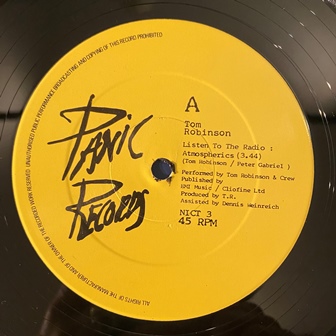 ALL RIGHTS OF THE MANUFACTURER AND OF THE OWNER OF THE RECORDED WORK RESERVED UNAUTHORISED PUBLIC PERFORMANCE BROADCASTING AND COPYING OF THIS RECORD PROHIBITED
PANIC
RECORDS
A
Tom
Robinson
Listen To The Radio :
Atmospherics (3.44)
(Tom Robinson / Peter Gabriel )
Performed by Tom Robinson & Crew
Published by
EMI Music / Cliofine Ltd
Produced by T.R.
Assisted by Dennis Weinreich
NICT 3
45 RPM